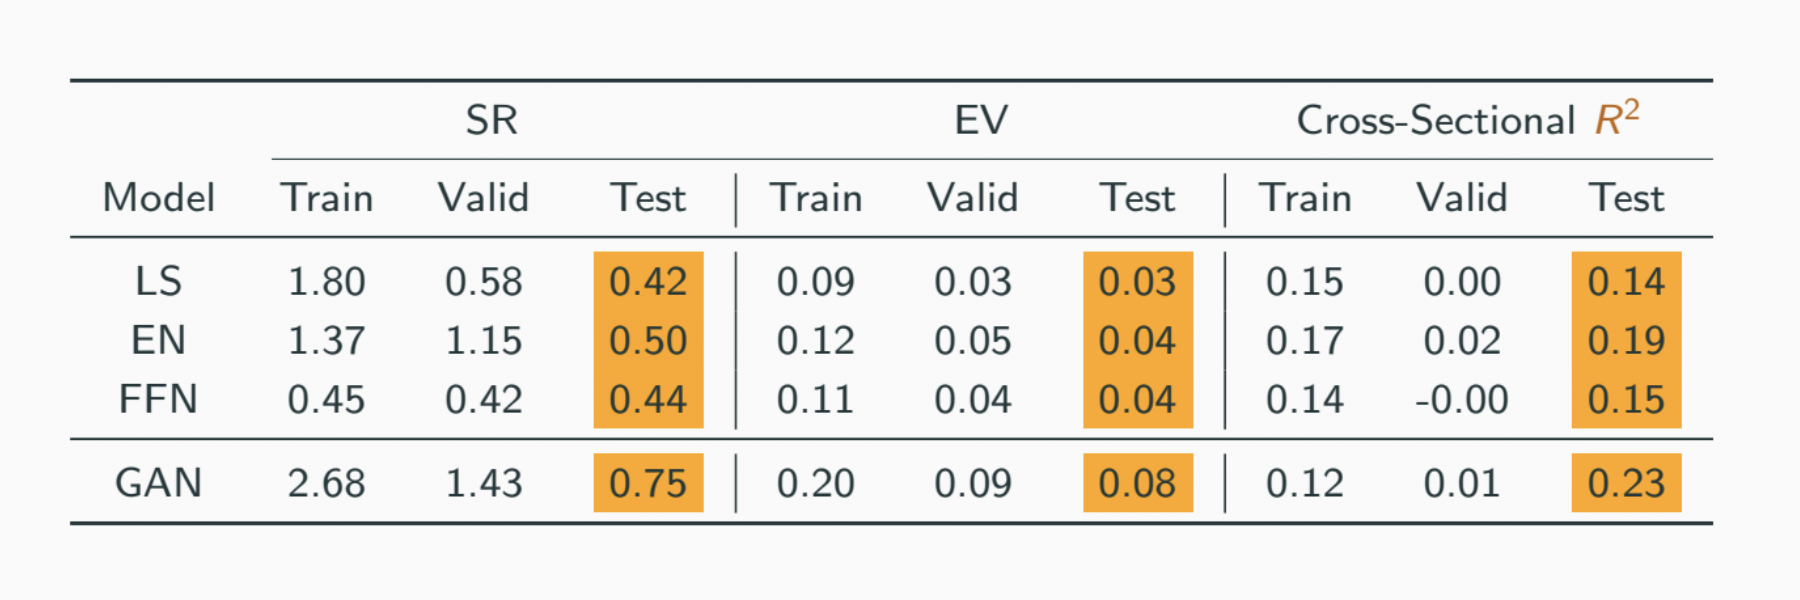 SR EV Cross-Sectional R²
Model Train Valid Test Train Valid Test Train Valid Test
LS 1.80 0.58 0.42 0.09 0.03 0.03 0.15 0.00 0.14
EN 1.37 1.15 0.50 0.12 0.05 0.04 0.17 0.02 0.19
FFN 0.45 0.42 0.44 0.11 0.04 0.04 0.14 -0.00 0.15
GAN 2.68 1.43 0.75 0.20 0.09 0.08 0.12 0.01 0.23